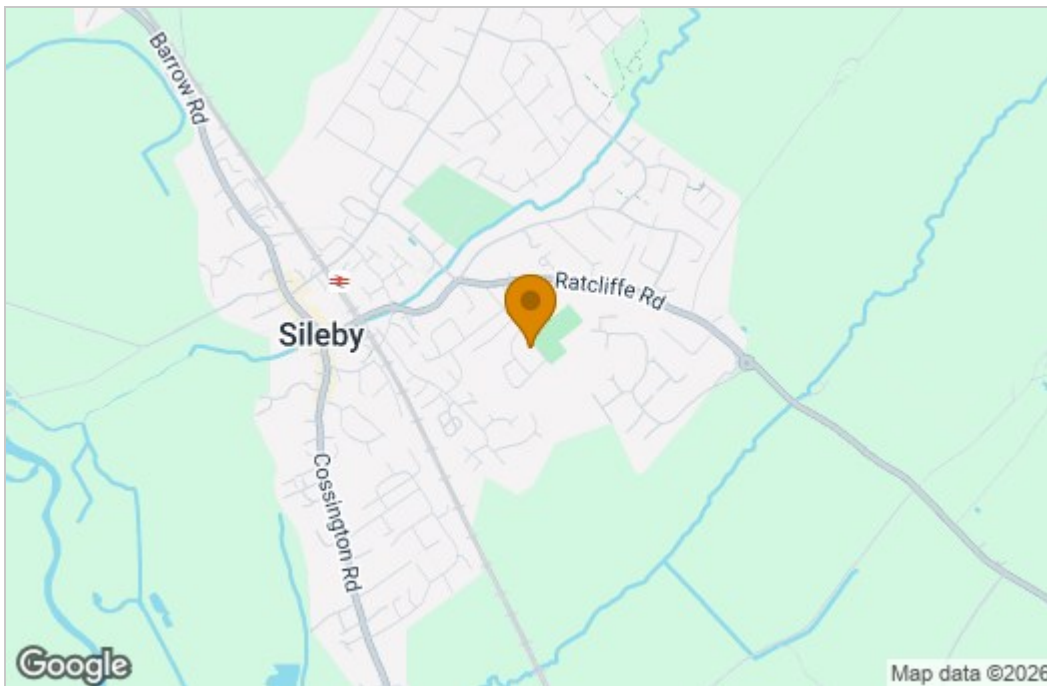 Barrow Rd
Ratcliffe Rd
Sileby
Cossington Rd
Google
Map data ©2026